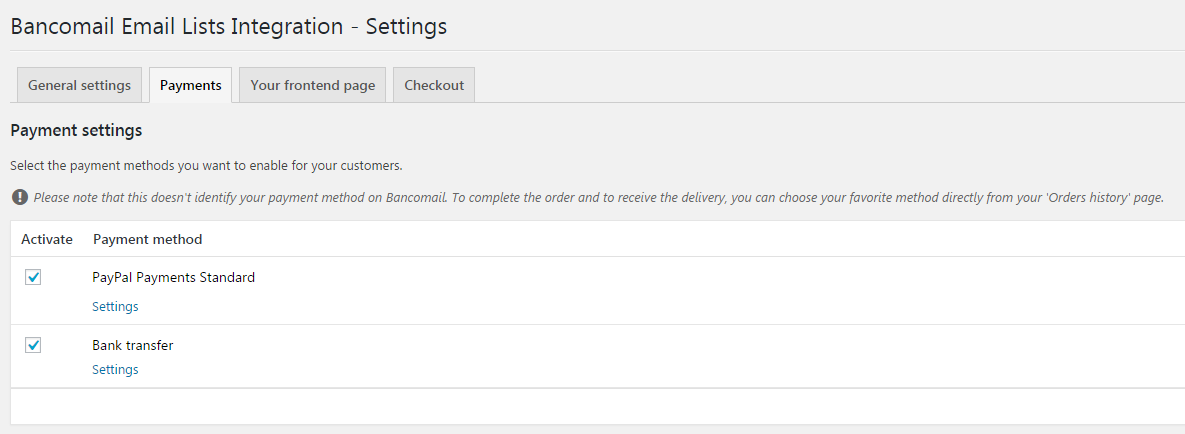 Bancomail Email Lists Integration - Settings
General settings Payments Your frontend page Checkout
Payment settings
Select the payment methods you want to enable for your customers.
Please note that this doesn't identify your payment method on Bancomail. To complete the order and to receive the delivery, you can choose your favorite method directly from your 'Orders history' page.
Activate Payment method
PayPal Payments Standard
Settings
Bank transfer
Settings